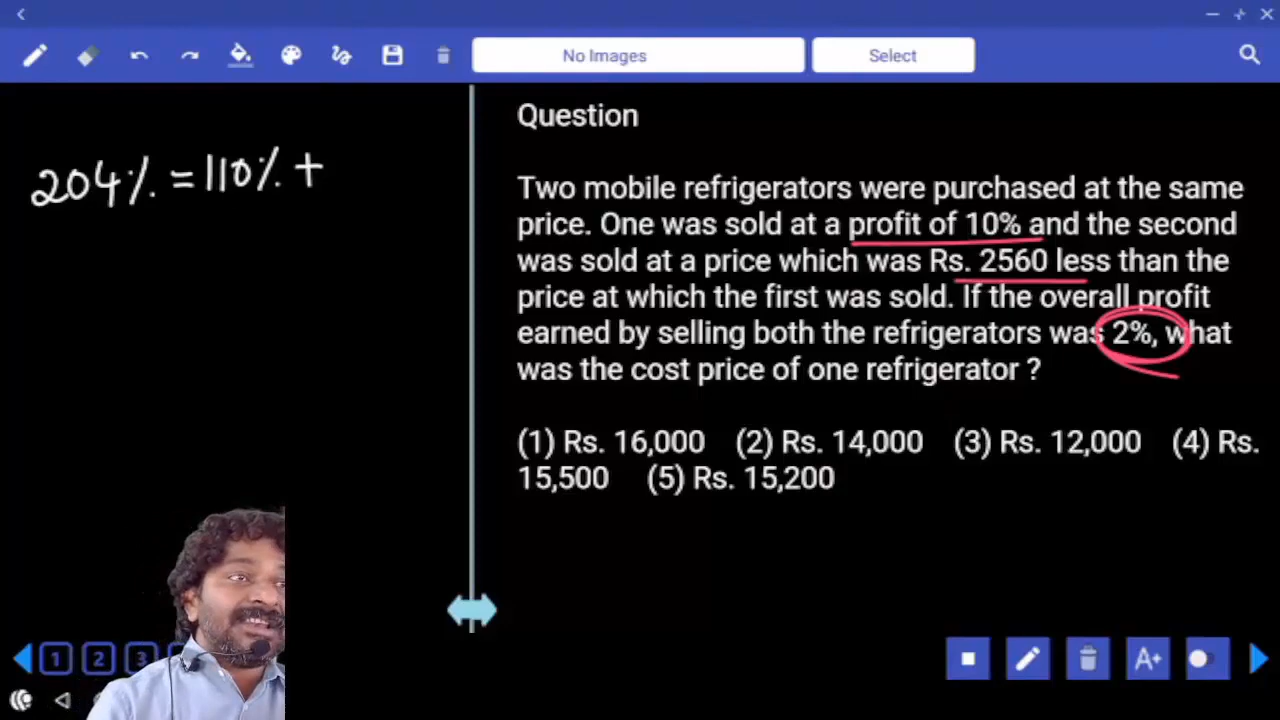 No Images
Select
204% = 110% +
Question
Two mobile refrigerators were purchased at the same
price. One was sold at a profit of 10% and the second
was sold at a price which was Rs. 2560 less than the
price at which the first was sold. If the overall profit
earned by selling both the refrigerators was 2%, what
was the cost price of one refrigerator ?
(1) Rs. 16,000 (2) Rs. 14,000 (3) Rs. 12,000 (4) Rs.
15,500 (5) Rs. 15,200
1 2 3
A+